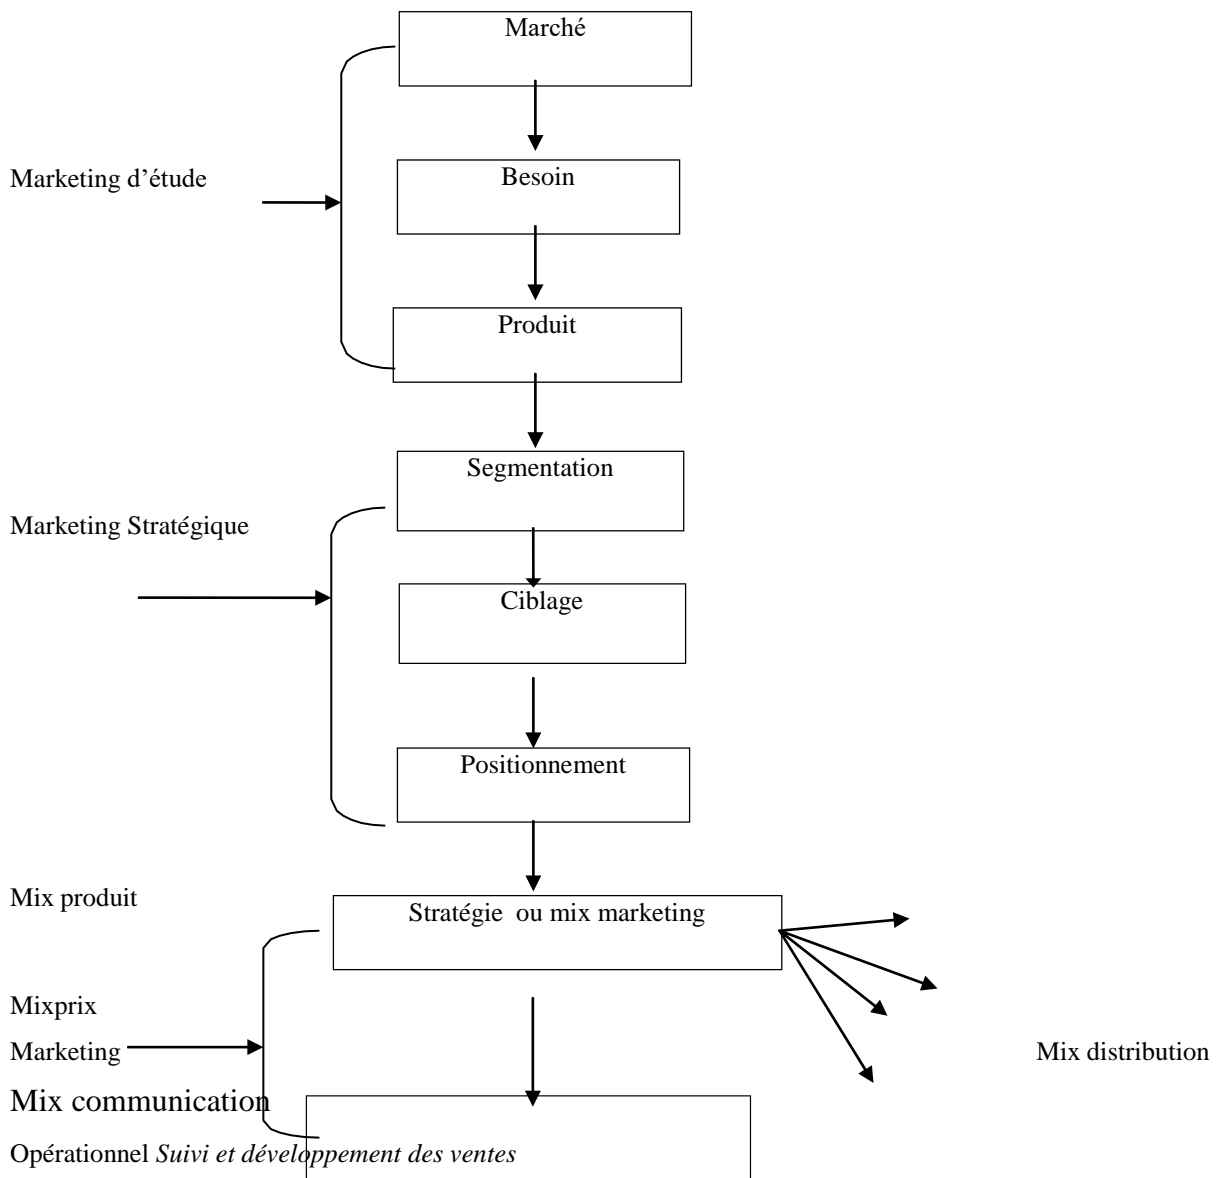 Marché
Marketing d’étude
Besoin
Produit
Segmentation
Marketing Stratégique
Ciblage
Positionnement
Mix produit
Stratégie ou mix marketing
Mixprix
Marketing
Mix distribution
Mix communication
Opérationnel Suivi et développement des ventes